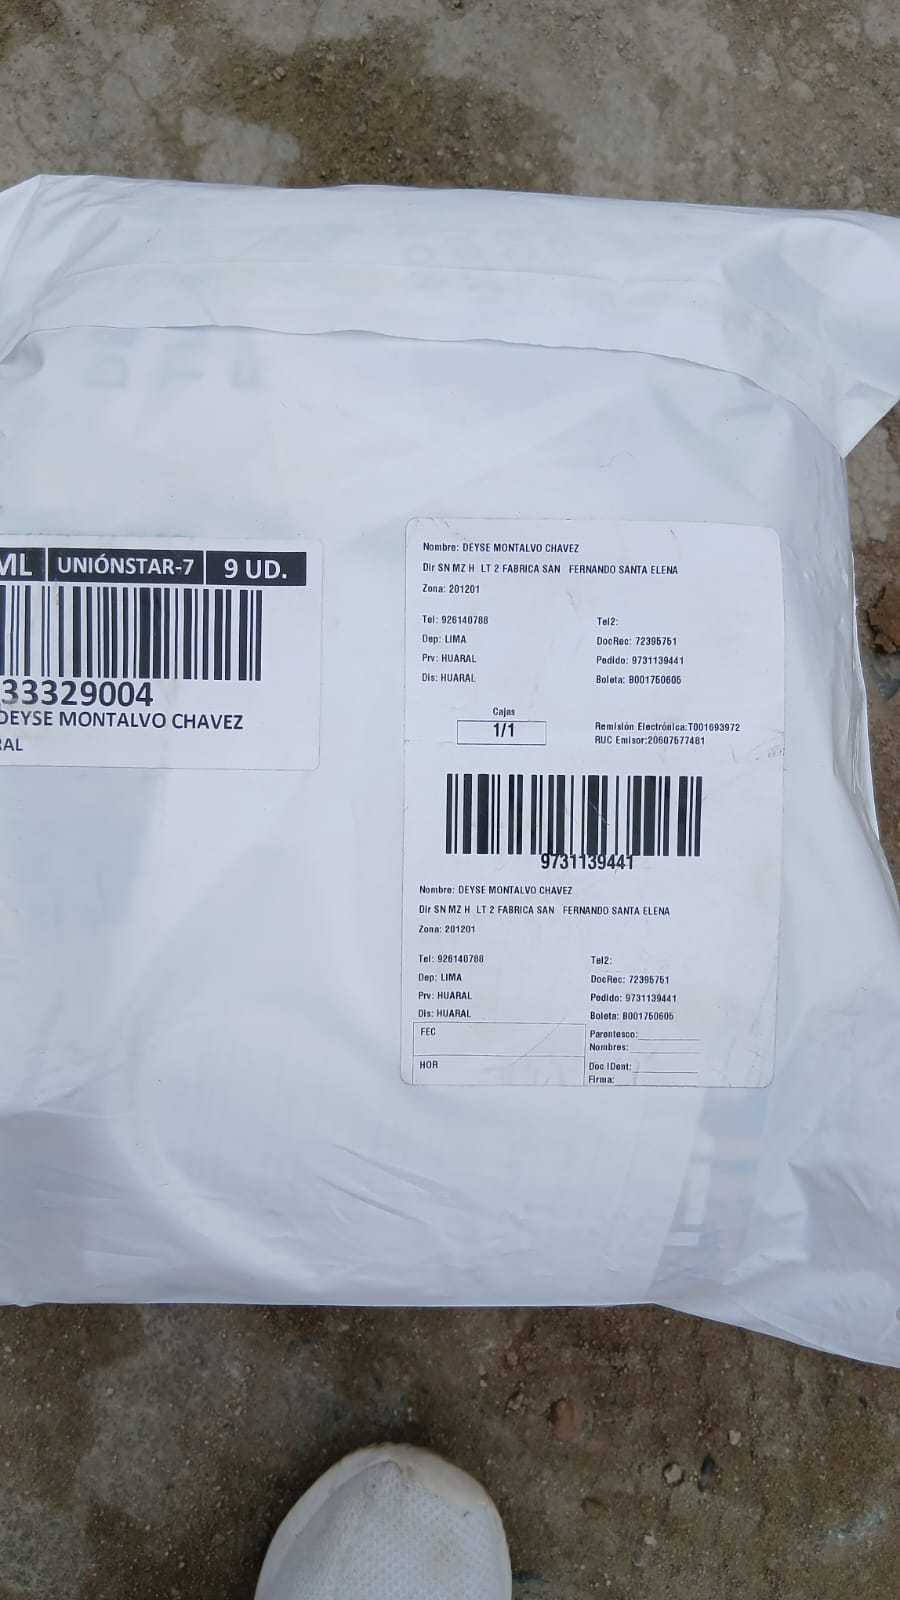 ML UNIÓNSTAR-7 9 UD.
33329004
DEYSE MONTALVO CHAVEZ
RAL
Nombre: DEYSE MONTALVO CHAVEZ
Dir SN MZ H LT 2 FABRICA SAN FERNANDO SANTA ELENA
Zona: 201201
Tel: 926140788 Tel2:
Dep: LIMA DocRec: 72395751
Prv: HUARAL Pedido: 9731139441
Dis: HUARAL Boleta: B001750605
Cajas
1/1
Remisión Electrónica:T001693972
RUC Emisor:20607577481
9731139441
Nombre: DEYSE MONTALVO CHAVEZ
Dir SN MZ H LT 2 FABRICA SAN FERNANDO SANTA ELENA
Zona: 201201
Tel: 926140788 Tel2:
Dep: LIMA DocRec: 72395751
Prv: HUARAL Pedido: 9731139441
Dis: HUARAL Boleta: B001750605
FEC Parentesco:
Nombres:
HOR Doc IDent:
Firma: